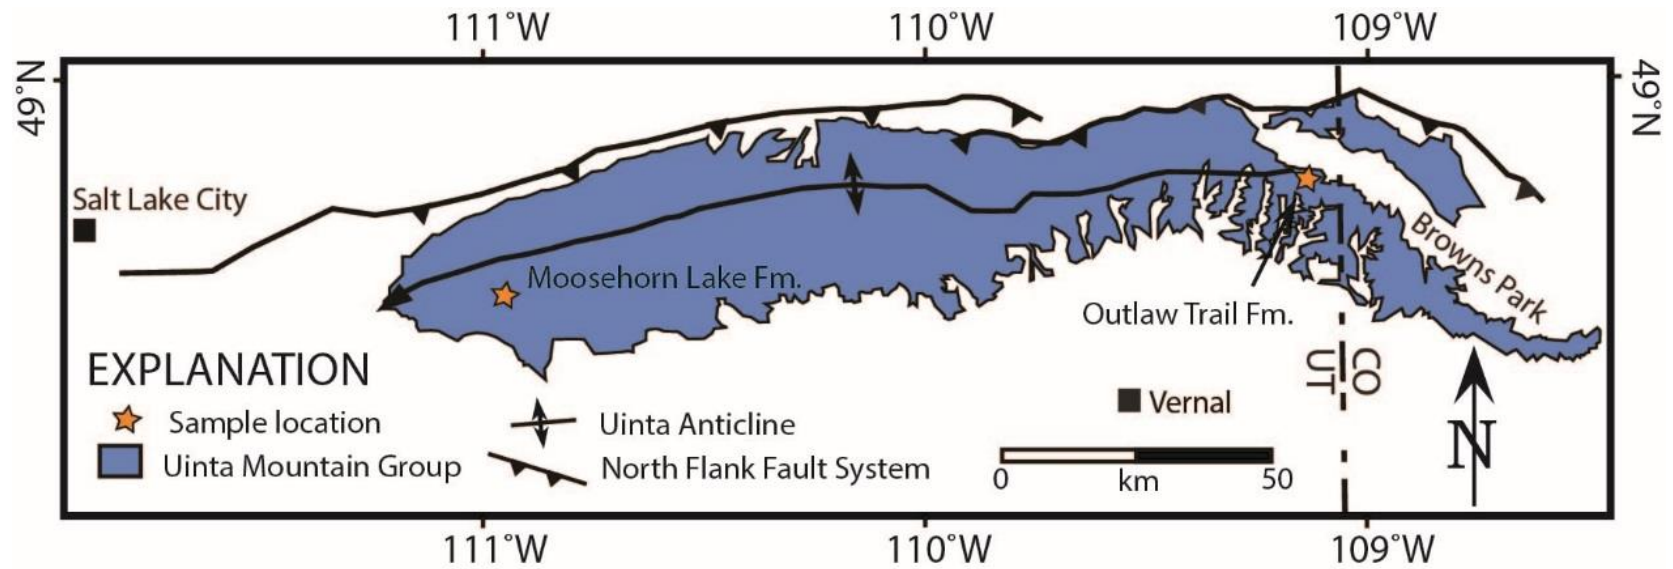 111°W 110°W 109°W
49°N
49°N
Salt Lake City
Moosehorn Lake Fm.
Browns Park
Outlaw Trail Fm.
EXPLANATION
Sample location
Uinta Mountain Group
Uinta Anticline
North Flank Fault System
Vernal
UT
CO
0 km 50
N
111°W 110°W 109°W